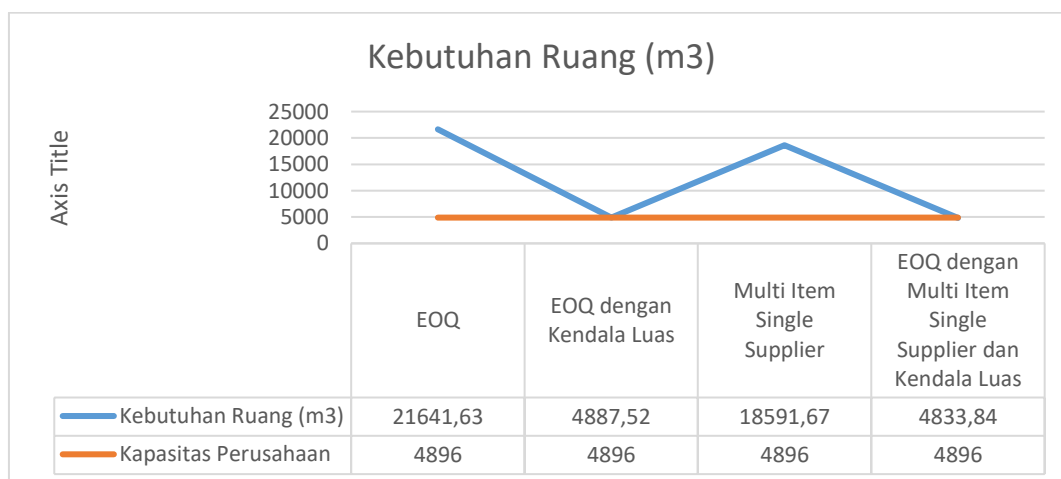 Kebutuhan Ruang (m3)
Axis Title
25000
20000
15000
10000
5000
0
EOQ
EOQ dengan
Kendala Luas
Multi Item
Single
Supplier
EOQ dengan
Multi Item
Single
Supplier dan
Kendala Luas
Kebutuhan Ruang (m3) 21641,63 4887,52 18591,67 4833,84
Kapasitas Perusahaan 4896 4896 4896 4896